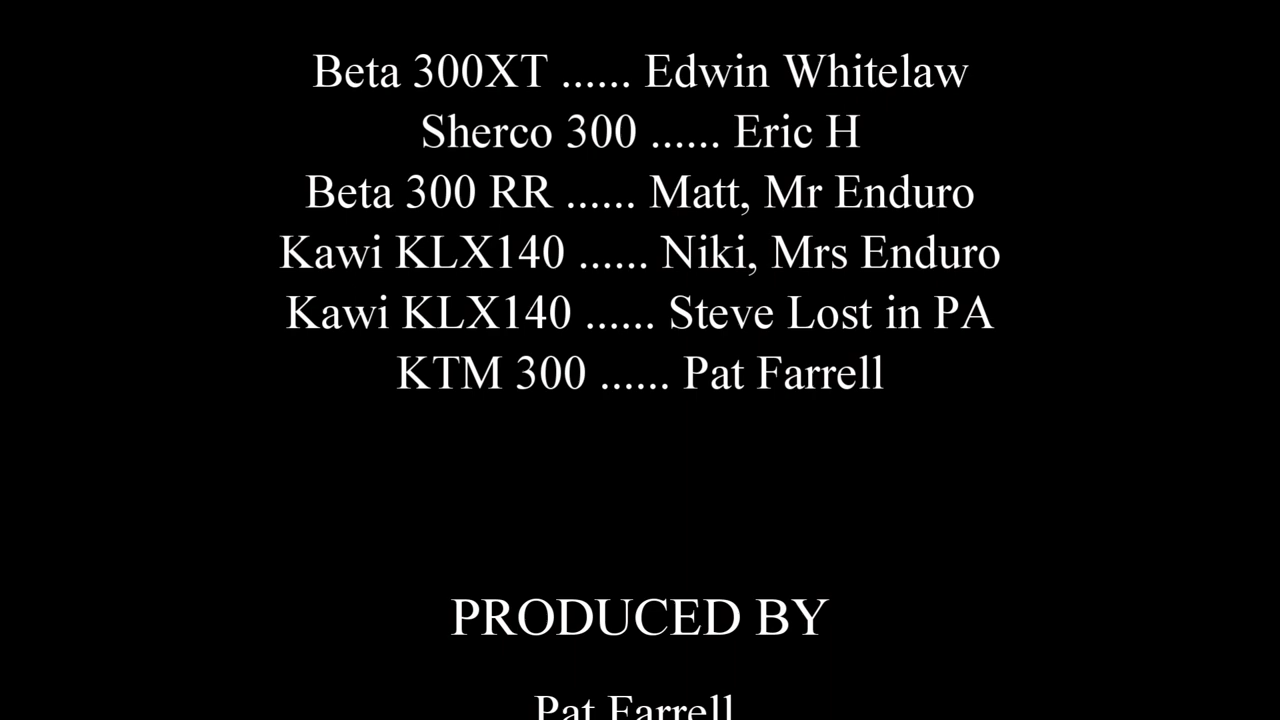 Beta 300XT ...... Edwin Whitelaw
Sherco 300 ...... Eric H
Beta 300 RR ...... Matt, Mr Enduro
Kawi KLX140 ...... Niki, Mrs Enduro
Kawi KLX140 ...... Steve Lost in PA
KTM 300 ...... Pat Farrell
PRODUCED BY
Pat Farrell